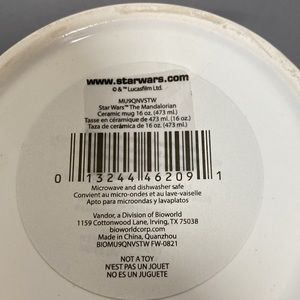 www.starwars.com
© & ™ Lucasfilm Ltd.
MU9QNVSTW
Star Wars™ The Mandalorian
Ceramic mug 16 oz. (473 ml.)
Tasse en céramique de 473 ml. (16 oz.)
Taza de cerámica de 16 oz. (473 ml.)
0 13244 46209 1
Microwave and dishwasher safe
Convient au micro-ondes et au lave-vaiselle
Apto para microondas y lavaplatos
Vandor, a Division of Bioworld
1159 Cottonwood Lane, Irving, TX 75038
bioworldcorp.com
Made in China, Quanzhou
BIOMU9QNVSTW FW-0821
NOT A TOY
N'EST PAS UN JOUET
NO ES UN JUGUETE